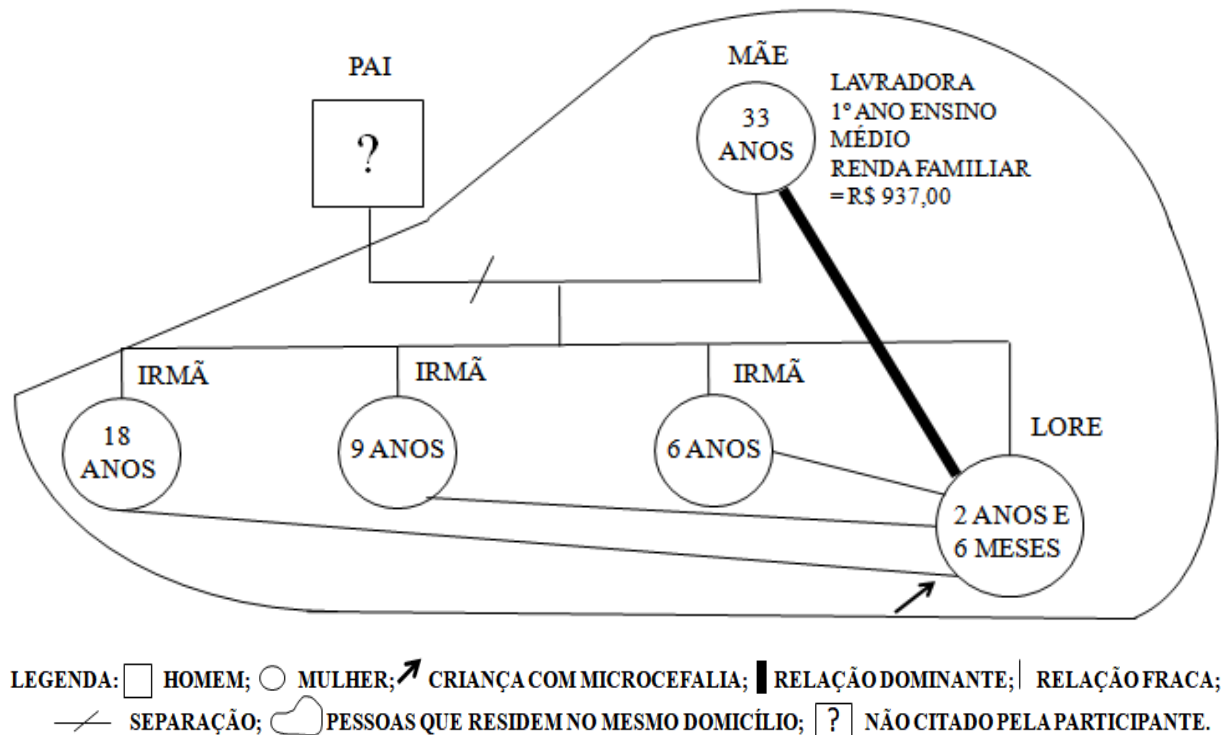 PAI
?
MÃE
33
ANOS
LAVRADORA
1º ANO ENSINO
MÉDIO
RENDA FAMILIAR
= R$ 937,00
IRMÃ
18
ANOS
IRMÃ
9 ANOS
IRMÃ
6 ANOS
LORE
2 ANOS E
6 MESES
LEGENDA: HOMEM; MULHER; CRIANÇA COM MICROCEFALIA; RELAÇÃO DOMINANTE; RELAÇÃO FRACA;
SEPARAÇÃO; PESSOAS QUE RESIDEM NO MESMO DOMICÍLIO; ? NÃO CITADO PELA PARTICIPANTE.